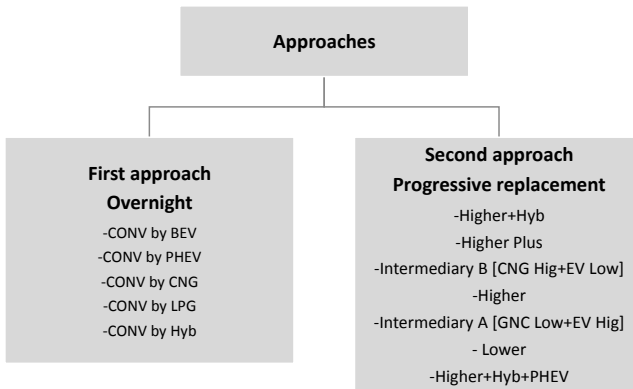 Approaches
First approach
Overnight
-CONV by BEV
-CONV by PHEV
-CONV by CNG
-CONV by LPG
-CONV by Hyb
Second approach
Progressive replacement
-Higher+Hyb
-Higher Plus
-Intermediary B [CNG Hig+EV Low]
-Higher
-Intermediary A [GNC Low+EV Hig]
- Lower
-Higher+Hyb+PHEV